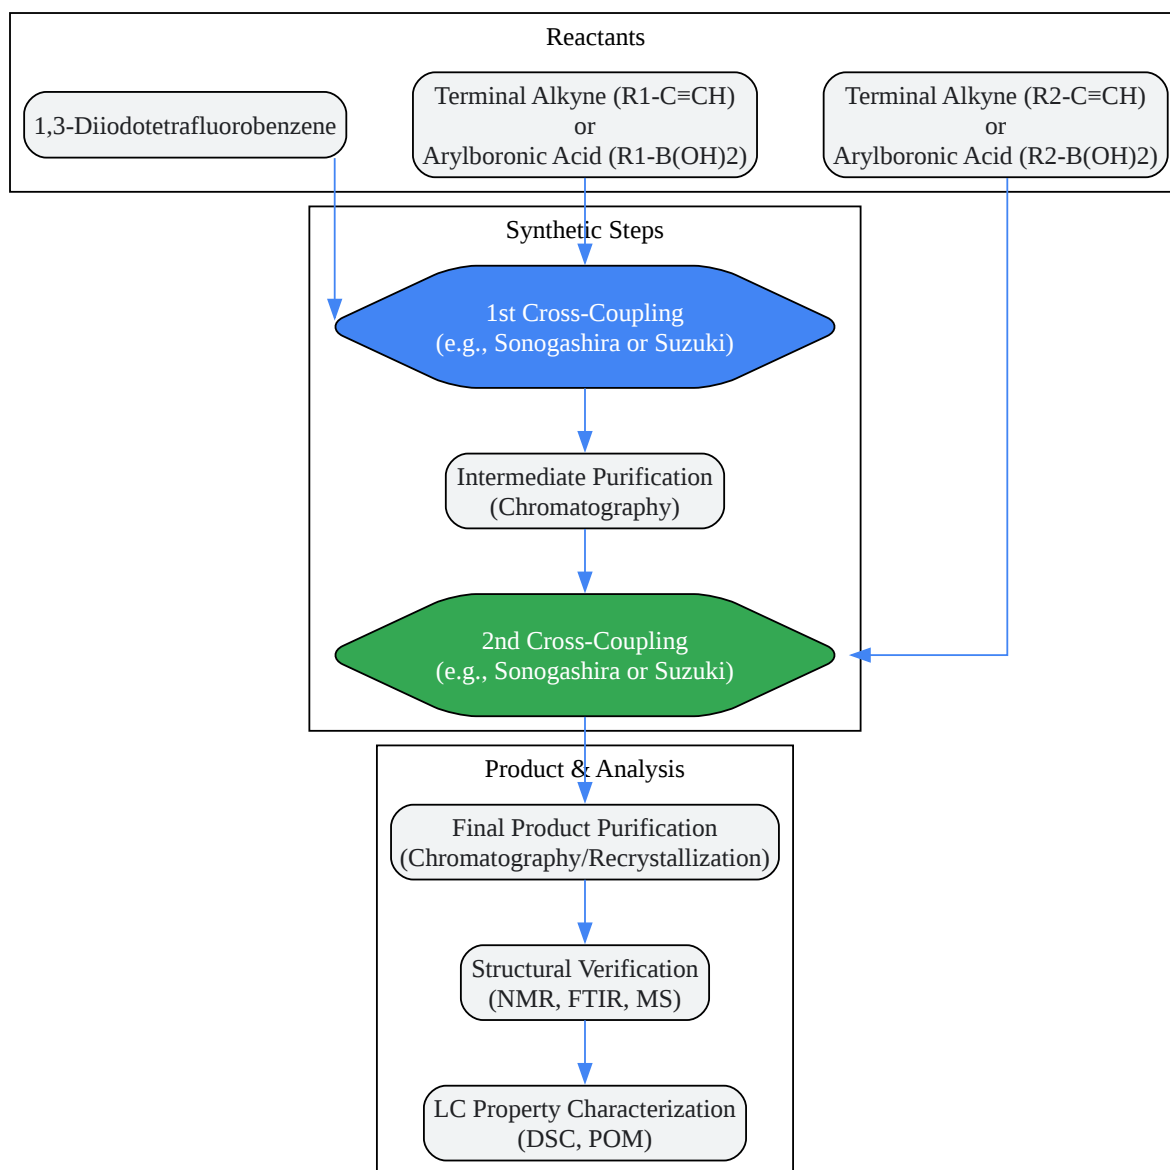 Reactants
1,3-Diiodotetrafluorobenzene
Terminal Alkyne (R1-C≡CH)
or
Arylboronic Acid (R1-B(OH)2)
Terminal Alkyne (R2-C≡CH)
or
Arylboronic Acid (R2-B(OH)2)
Synthetic Steps
1st Cross-Coupling
(e.g., Sonogashira or Suzuki)
Intermediate Purification
(Chromatography)
2nd Cross-Coupling
(e.g., Sonogashira or Suzuki)
Product & Analysis
Final Product Purification
(Chromatography/Recrystallization)
Structural Verification
(NMR, FTIR, MS)
LC Property Characterization
(DSC, POM)